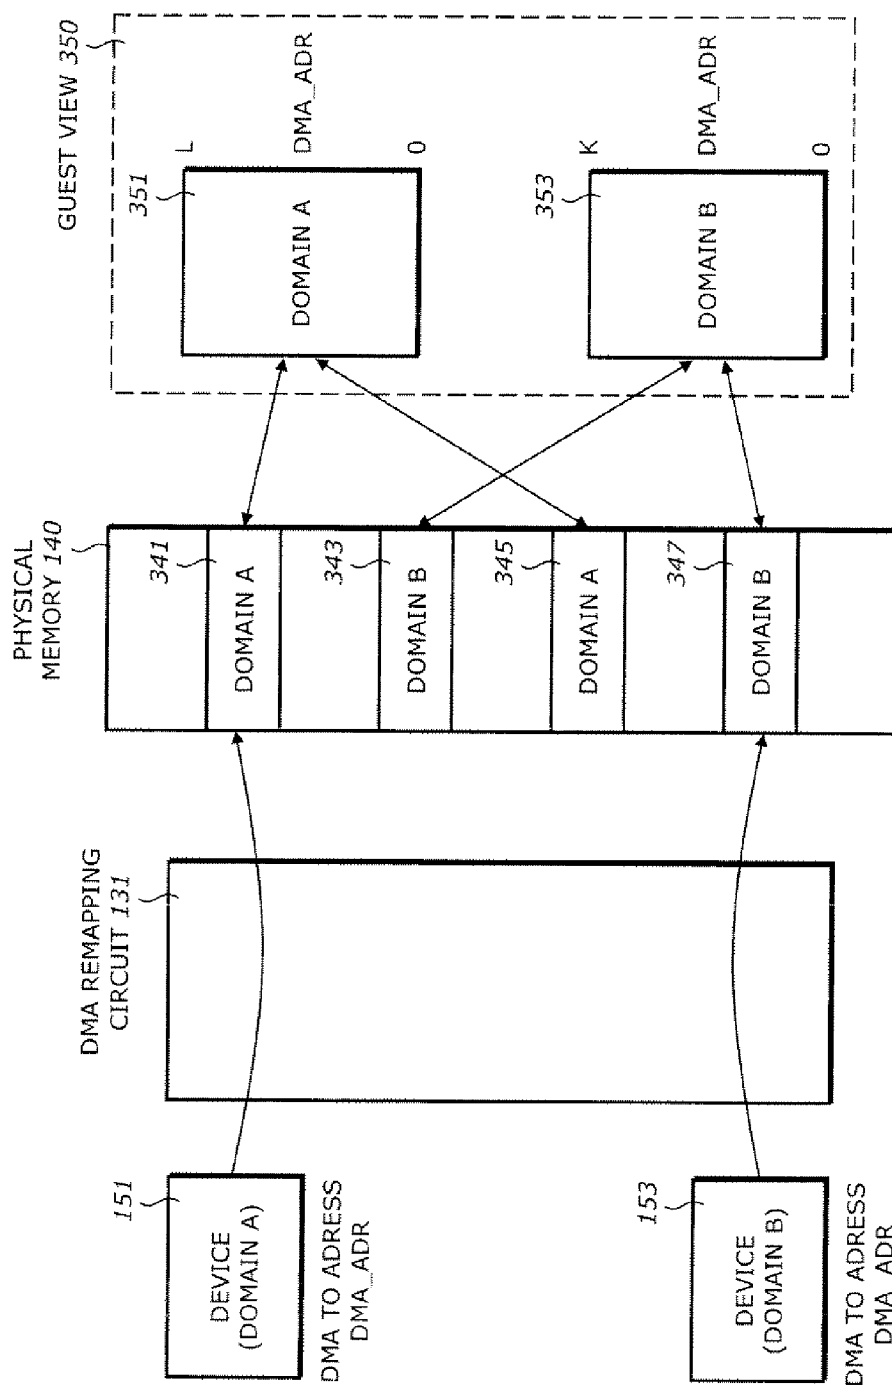 151
DEVICE
(DOMAIN A)
DMA TO ADRESS
DMA_ADR
153
DEVICE
(DOMAIN B)
DMA TO ADRESS
DMA_ADR
DMA REMAPPING
CIRCUIT 131
PHYSICAL
MEMORY 140
341
DOMAIN A
343
DOMAIN B
345
DOMAIN A
347
DOMAIN B
GUEST VIEW 350
351
DOMAIN A
L
DMA_ADR
0
353
DOMAIN B
K
DMA_ADR
0